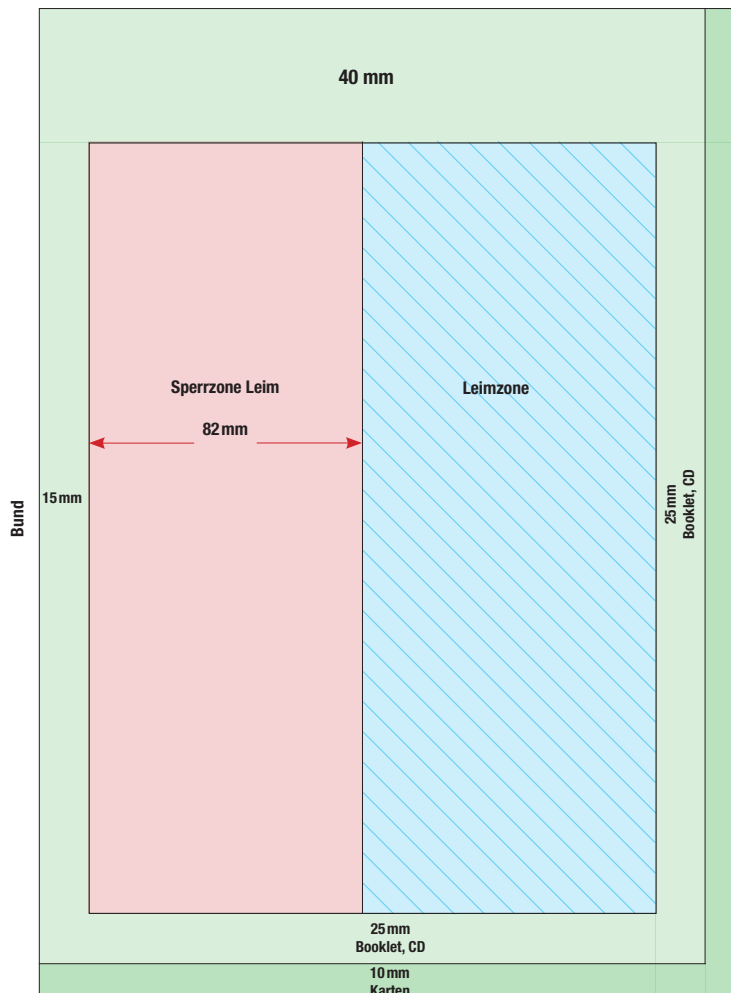 40 mm
Sperrzone Leim
Leimzone
82 mm
Bund
15 mm
25 mm
Booklet, CD
25 mm
Booklet, CD
10 mm
Karten